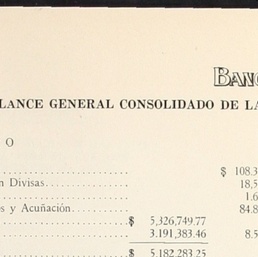 BANC
LANCE GENERAL CONSOLIDADO DE LA
O
$ 108.3
n Divisas 18,5
1.6
s y Acuñación 84.8
$ 5,326,749.77
3.191,383.46 8.5
$ 5.182,283.25